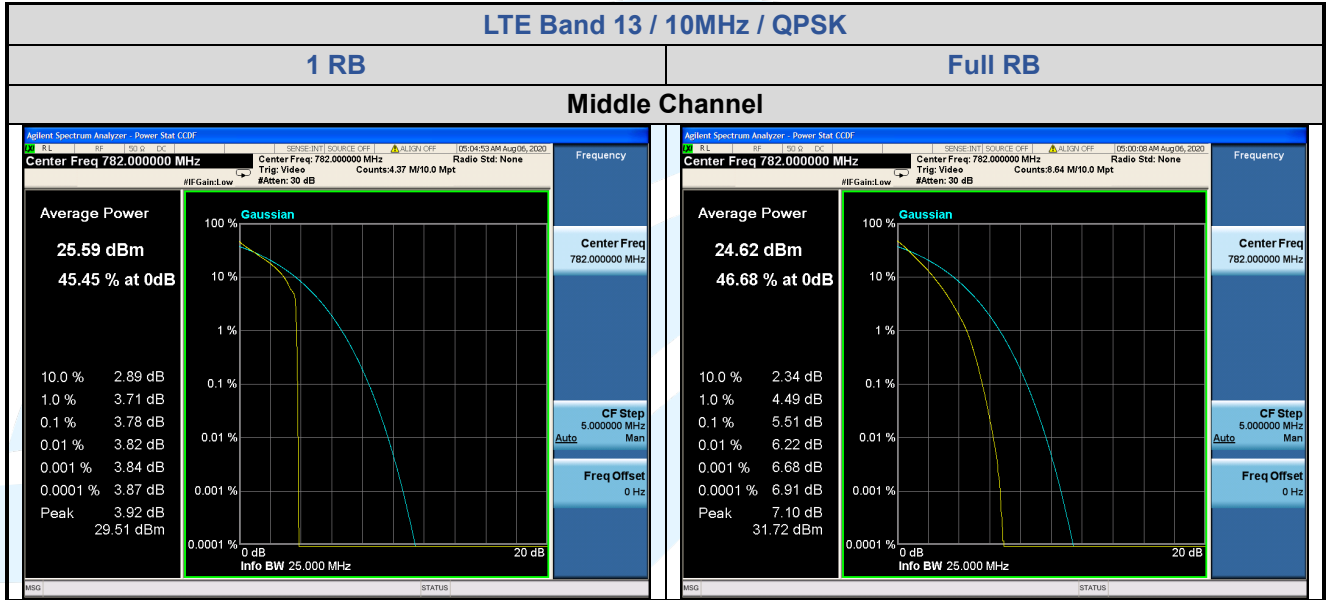 LTE Band 13 / 10MHz / QPSK
1 RB
Full RB
Middle Channel
Agilent Spectrum Analyzer - Power Stat CCDF
RL RF 50 Ω DC SENSE:INT SOURCE OFF ALIGN OFF 05:04:53 AM Aug 06, 2020
Center Freq 782.000000 MHz
Center Freq: 782.000000 MHz Radio Std: None
Trig: Video Counts:4.37 M/10.0 Mpt
#IFGain:Low #Atten: 30 dB
Frequency
Average Power
25.59 dBm
45.45 % at 0dB
10.0 % 2.89 dB
1.0 % 3.71 dB
0.1 % 3.78 dB
0.01 % 3.82 dB
0.001 % 3.84 dB
0.0001 % 3.87 dB
Peak 3.92 dB
29.51 dBm
Gaussian
100 %
10 %
1 %
0.1 %
0.01 %
0.001 %
0.0001 %
0 dB 20 dB
Info BW 25.000 MHz
Center Freq
782.000000 MHz
CF Step
5.000000 MHz
Auto Man
Freq Offset
0 Hz
MSG STATUS
Agilent Spectrum Analyzer - Power Stat CCDF
RL RF 50 Ω DC SENSE:INT SOURCE OFF ALIGN OFF 05:00:08 AM Aug 06, 2020
Center Freq 782.000000 MHz
Center Freq: 782.000000 MHz Radio Std: None
Trig: Video Counts:8.64 M/10.0 Mpt
#IFGain:Low #Atten: 30 dB
Frequency
Average Power
24.62 dBm
46.68 % at 0dB
10.0 % 2.34 dB
1.0 % 4.49 dB
0.1 % 5.51 dB
0.01 % 6.22 dB
0.001 % 6.68 dB
0.0001 % 6.91 dB
Peak 7.10 dB
31.72 dBm
Gaussian
100 %
10 %
1 %
0.1 %
0.01 %
0.001 %
0.0001 %
0 dB 20 dB
Info BW 25.000 MHz
Center Freq
782.000000 MHz
CF Step
5.000000 MHz
Auto Man
Freq Offset
0 Hz
MSG STATUS